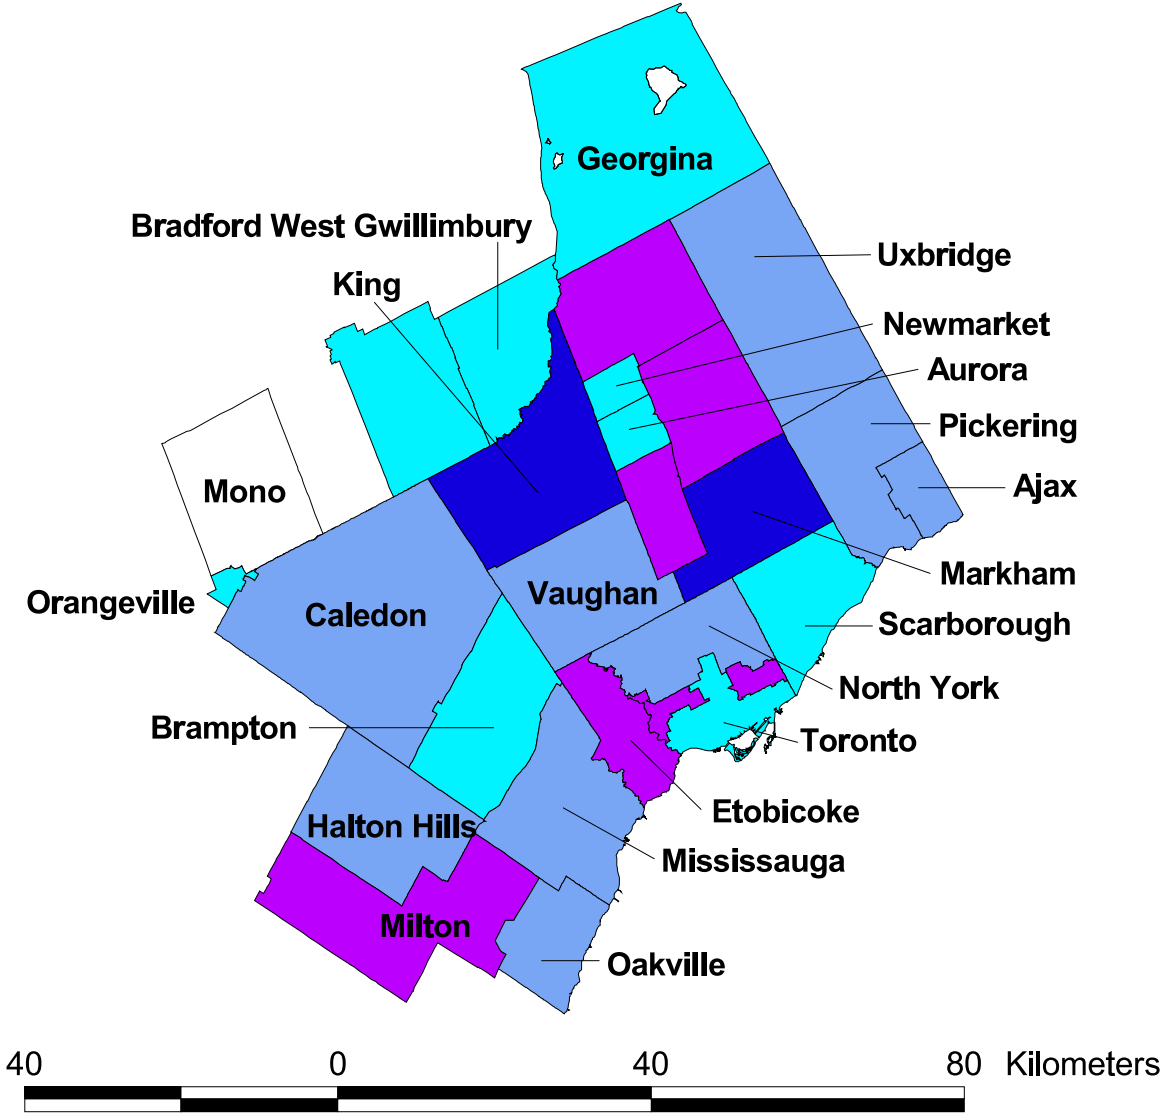 Georgina
Bradford West Gwillimbury
Uxbridge
King
Newmarket
Aurora
Pickering
Mono
Ajax
Markham
Vaughan
Orangeville
Caledon
Scarborough
North York
Brampton
Toronto
Etobicoke
Halton Hills
Mississauga
Milton
Oakville
40 0 40 80 Kilometers